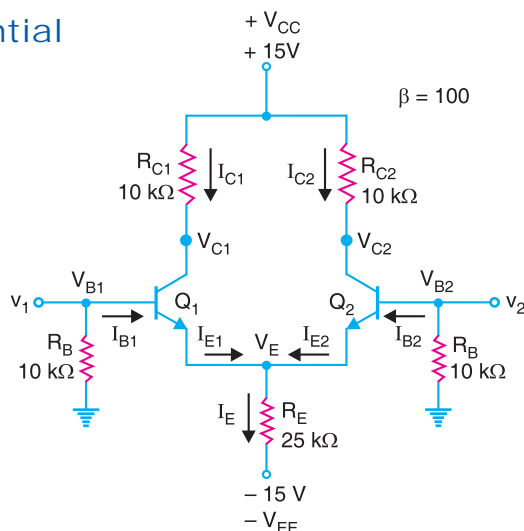 ntial
+ VCC
+ 15V
β = 100
RC1
10 kΩ
IC1
IC2
RC2
10 kΩ
VC1
VC2
v1
VB1
Q1
Q2
VB2
v2
IB1
IE1
VE
IE2
IB2
RB
10 kΩ
RB
10 kΩ
IE
RE
25 kΩ
– 15 V
– VEE